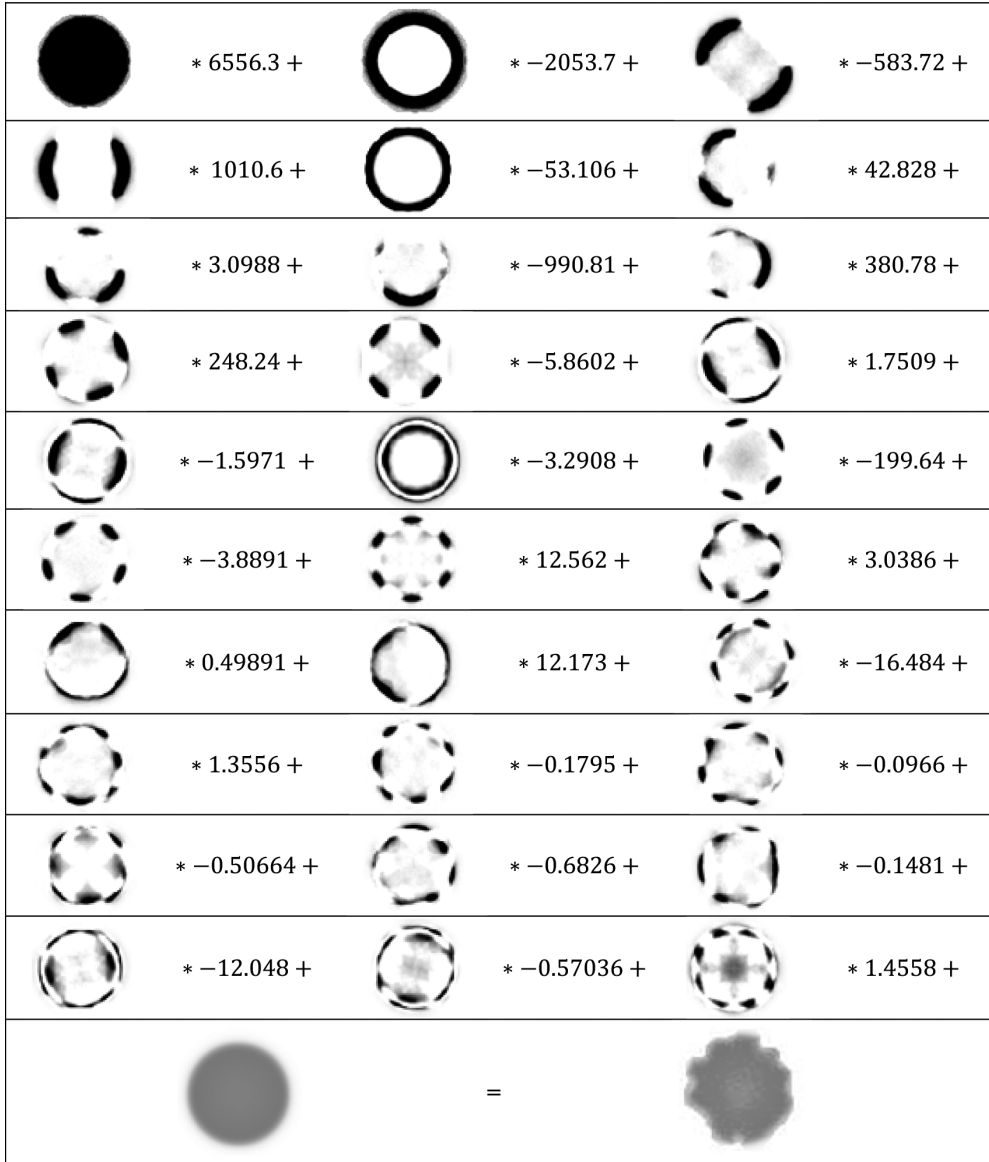 ∗ 6556.3 + ∗ −2053.7 + ∗ −583.72 +
∗ 1010.6 + ∗ −53.106 + ∗ 42.828 +
∗ 3.0988 + ∗ −990.81 + ∗ 380.78 +
∗ 248.24 + ∗ −5.8602 + ∗ 1.7509 +
∗ −1.5971 + ∗ −3.2908 + ∗ −199.64 +
∗ −3.8891 + ∗ 12.562 + ∗ 3.0386 +
∗ 0.49891 + ∗ 12.173 + ∗ −16.484 +
∗ 1.3556 + ∗ −0.1795 + ∗ −0.0966 +
∗ −0.50664 + ∗ −0.6826 + ∗ −0.1481 +
∗ −12.048 + ∗ −0.57036 + ∗ 1.4558 +
=